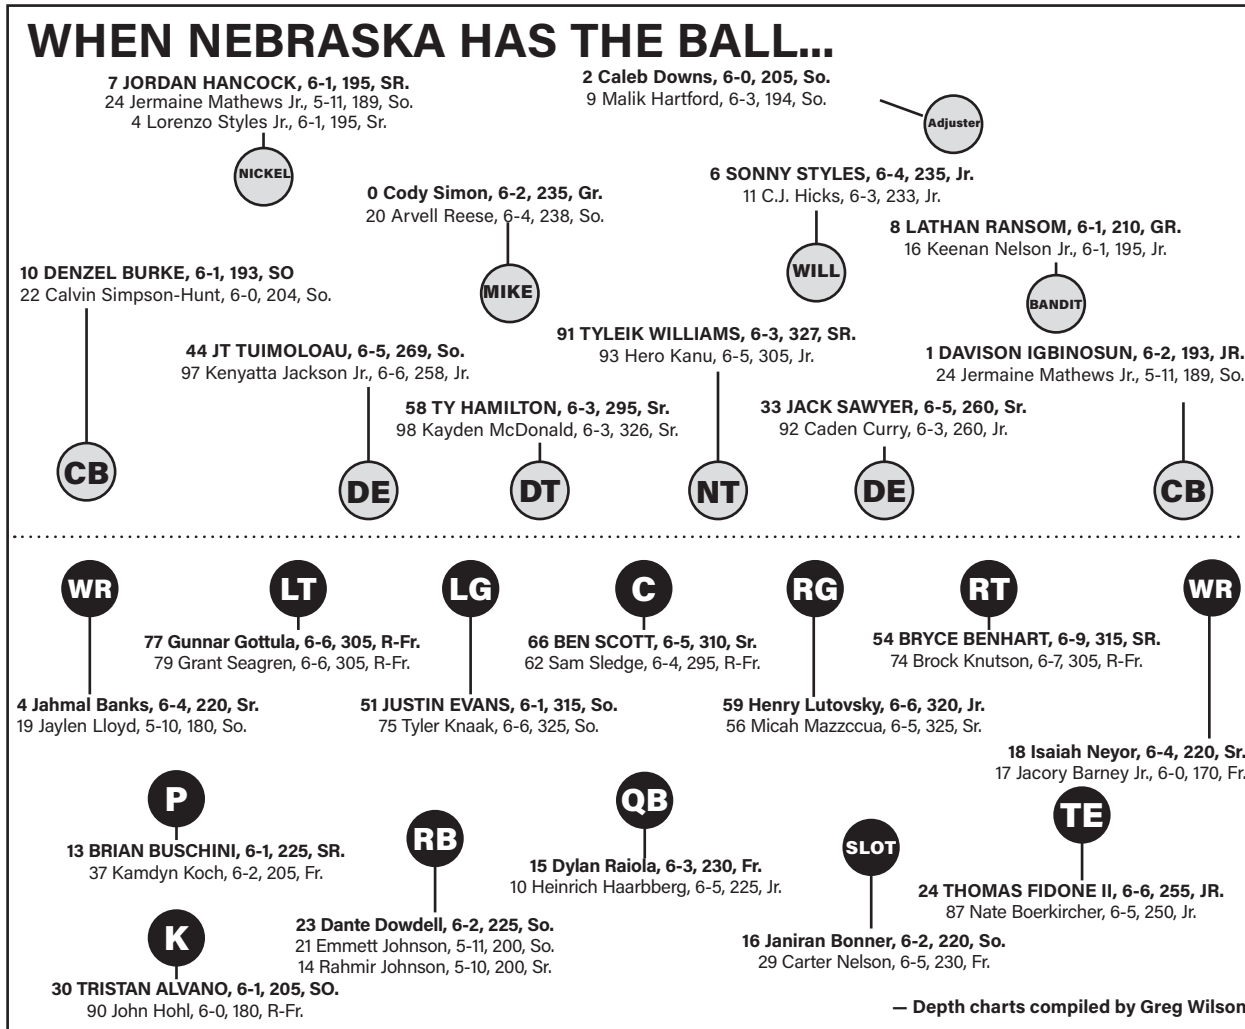 WHEN NEBRASKA HAS THE BALL...
7 JORDAN HANCOCK, 6-1, 195, SR.
24 Jermaine Mathews Jr., 5-11, 189, So.
4 Lorenzo Styles Jr., 6-1, 195, Sr.
NICKEL
2 Caleb Downs, 6-0, 205, So.
9 Malik Hartford, 6-3, 194, So.
Adjuster
0 Cody Simon, 6-2, 235, Gr.
20 Arvell Reese, 6-4, 238, So.
MIKE
6 SONNY STYLES, 6-4, 235, Jr.
11 C.J. Hicks, 6-3, 233, Jr.
WILL
8 LATHAN RANSOM, 6-1, 210, GR.
16 Keenan Nelson Jr., 6-1, 195, Jr.
BANDIT
10 DENZEL BURKE, 6-1, 193, SO
22 Calvin Simpson-Hunt, 6-0, 204, So.
CB
44 JT TUIMOLOAU, 6-5, 269, So.
97 Kenyatta Jackson Jr., 6-6, 258, Jr.
DE
58 TY HAMILTON, 6-3, 295, Sr.
98 Kayden McDonald, 6-3, 326, Sr.
DT
91 TYLEIK WILLIAMS, 6-3, 327, SR.
93 Hero Kanu, 6-5, 305, Jr.
NT
33 JACK SAWYER, 6-5, 260, Sr.
92 Caden Curry, 6-3, 260, Jr.
DE
1 DAVISON IGBINOSUN, 6-2, 193, JR.
24 Jermaine Mathews Jr., 5-11, 189, So.
CB
WR
4 Jahmal Banks, 6-4, 220, Sr.
19 Jaylen Lloyd, 5-10, 180, So.
LT
77 Gunnar Gottula, 6-6, 305, R-Fr.
79 Grant Seagren, 6-6, 305, R-Fr.
LG
51 JUSTIN EVANS, 6-1, 315, So.
75 Tyler Knaak, 6-6, 325, So.
C
66 BEN SCOTT, 6-5, 310, Sr.
62 Sam Sledge, 6-4, 295, R-Fr.
RG
59 Henry Lutovsky, 6-6, 320, Jr.
56 Micah Mazzccua, 6-5, 325, Sr.
RT
54 BRYCE BENHART, 6-9, 315, SR.
74 Brock Knutson, 6-7, 305, R-Fr.
WR
18 Isaiah Neyor, 6-4, 220, Sr.
17 Jacory Barney Jr., 6-0, 170, Fr.
P
13 BRIAN BUSCHINI, 6-1, 225, SR.
37 Kamdyn Koch, 6-2, 205, Fr.
K
30 TRISTAN ALVANO, 6-1, 205, SO.
90 John Hohl, 6-0, 180, R-Fr.
RB
23 Dante Dowdell, 6-2, 225, So.
21 Emmett Johnson, 5-11, 200, So.
14 Rahmir Johnson, 5-10, 200, Sr.
QB
15 Dylan Raiola, 6-3, 230, Fr.
10 Heinrich Haarbberg, 6-5, 225, Jr.
SLOT
16 Janiran Bonner, 6-2, 220, So.
29 Carter Nelson, 6-5, 230, Fr.
TE
24 THOMAS FIDONE II, 6-6, 255, JR.
87 Nate Boerkircher, 6-5, 250, Jr.
— Depth charts compiled by Greg Wilson